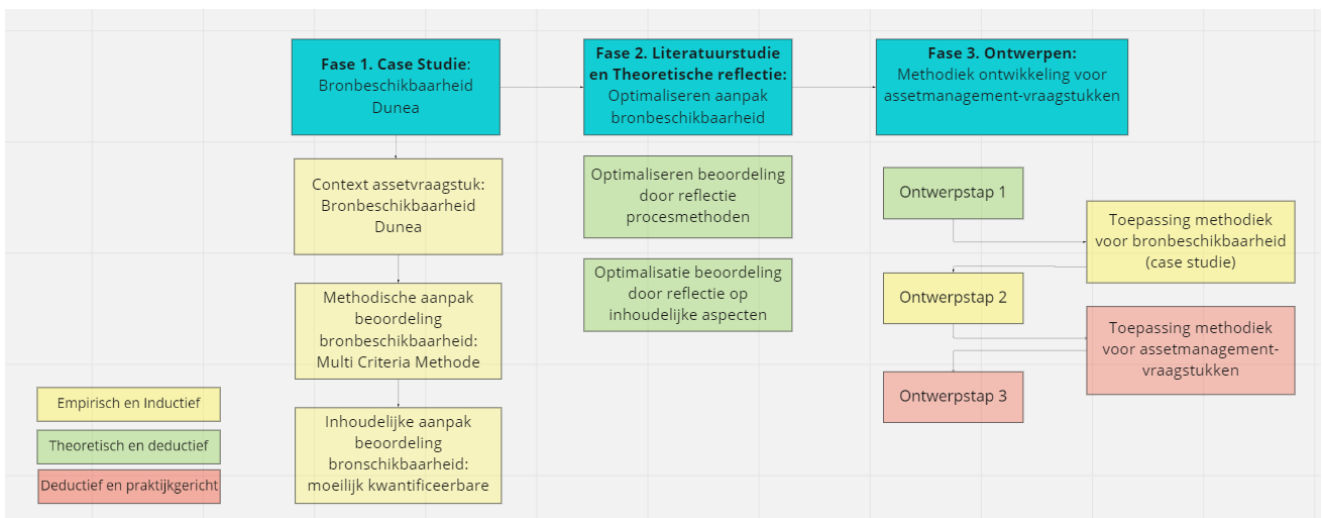 Fase 1. Case Studie:
Bronbeschikbaarheid
Dunea
Context assetvraagstuk:
Bronbeschikbaarheid
Dunea
Methodische aanpak
beoordeling
bronbeschikbaarheid:
Multi Criteria Methode
Inhoudelijke aanpak
beoordeling
bronschikbaarheid:
moeilijk kwantificeerbare
Fase 2. Literatuurstudie
en Theoretische reflectie:
Optimaliseren aanpak
bronbeschikbaarheid
Optimaliseren beoordeling
door reflectie
procesmethoden
Optimalisatie beoordeling
door reflectie op
inhoudelijke aspecten
Fase 3. Ontwerpen:
Methodiek ontwikkeling voor
assetmanagement-vraagstukken
Ontwerpstap 1
Toepassing methodiek
voor bronbeschikbaarheid
(case studie)
Ontwerpstap 2
Toepassing methodiek
voor assetmanagement-
vraagstukken
Ontwerpstap 3
Empirisch en Inductief
Theoretisch en deductief
Deductief en praktijkgericht